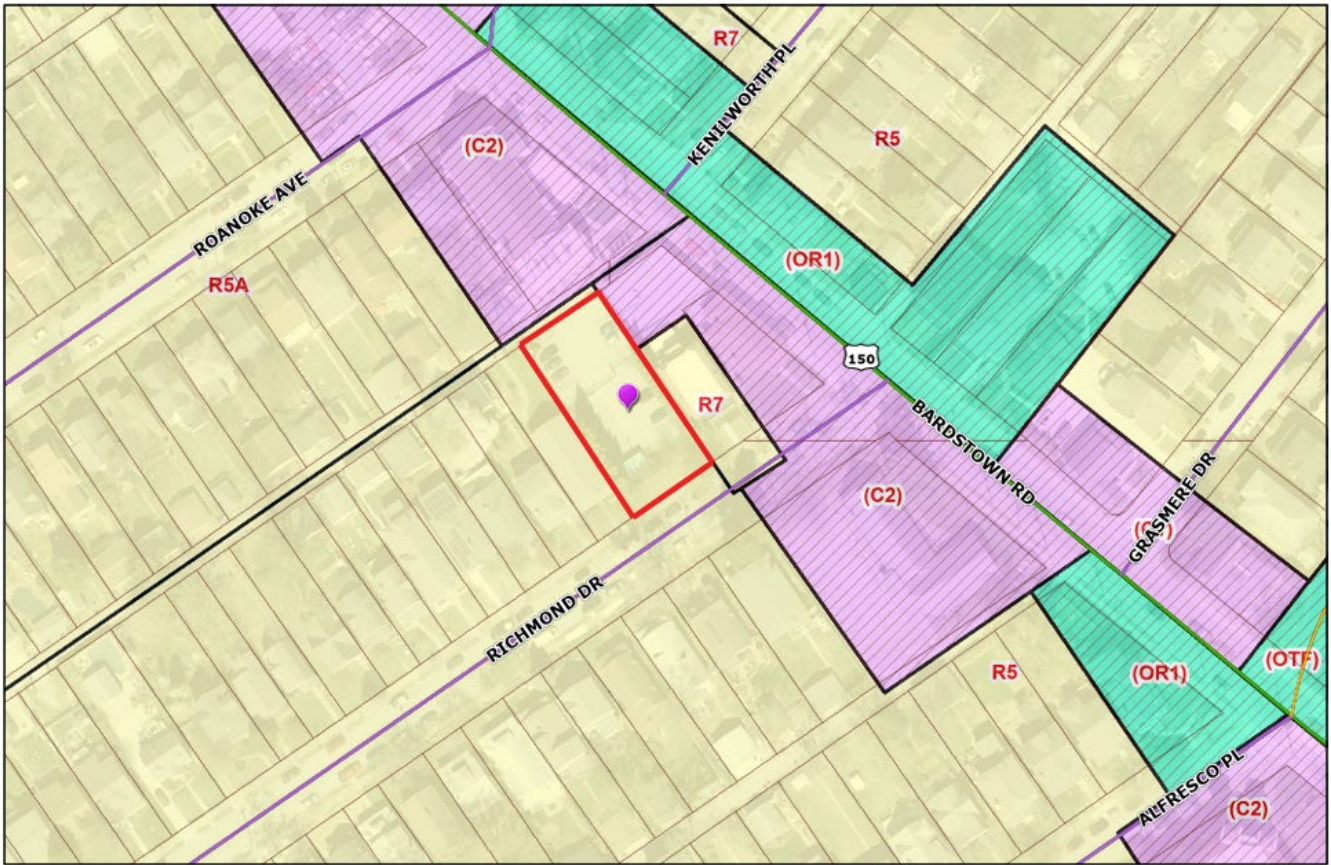 R7
KENILWORTH PL
R5
(C2)
ROANOKE AVE
(OR1)
R5A
150
R7
BARDSTOWN RD
(C2)
GRASMERE DR
RICHMOND DR
R5
(OR1)
(OTF)
ALFRESCO PL
(C2)